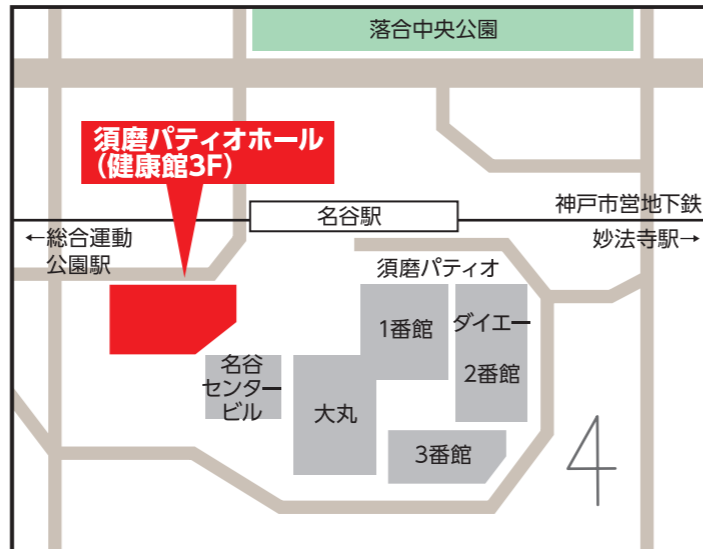 落合中央公園
須磨パティオホール
（健康館3F）
名谷駅
神戸市営地下鉄
←総合運動
公園駅
妙法寺駅→
須磨パティオ
1番館
ダイエー
2番館
名谷
センター
ビル
大丸
3番館